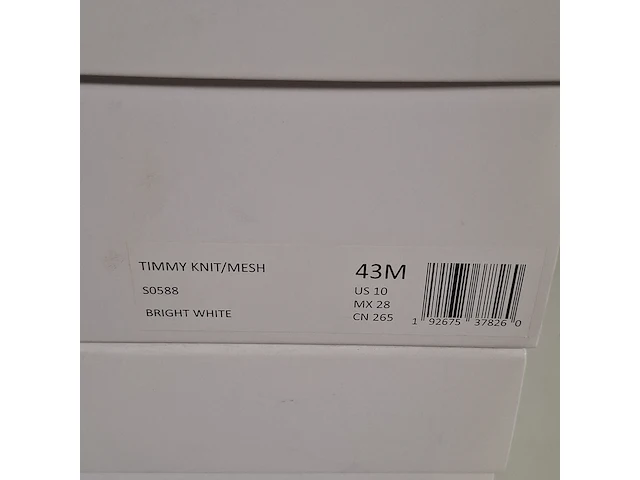 TIMMY KNIT/MESH
S0588
BRIGHT WHITE
43M
US 10
MX 28
CN 265
1 92675 37826 0